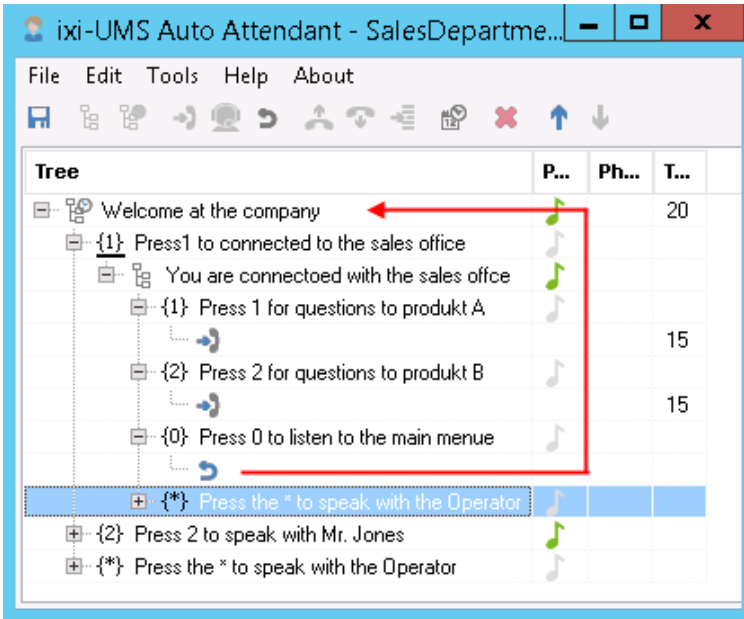 ixi-UMS Auto Attendant - SalesDepartme...
File Edit Tools Help About
Tree P... Ph... T...
Welcome at the company 20
{1} Press1 to connected to the sales office
You are connectoed with the sales offce
{1} Press 1 for questions to produkt A
15
{2} Press 2 for questions to produkt B
15
{0} Press 0 to listen to the main menue
{*} Press the * to speak with the Operator
{2} Press 2 to speak with Mr. Jones
{*} Press the * to speak with the Operator